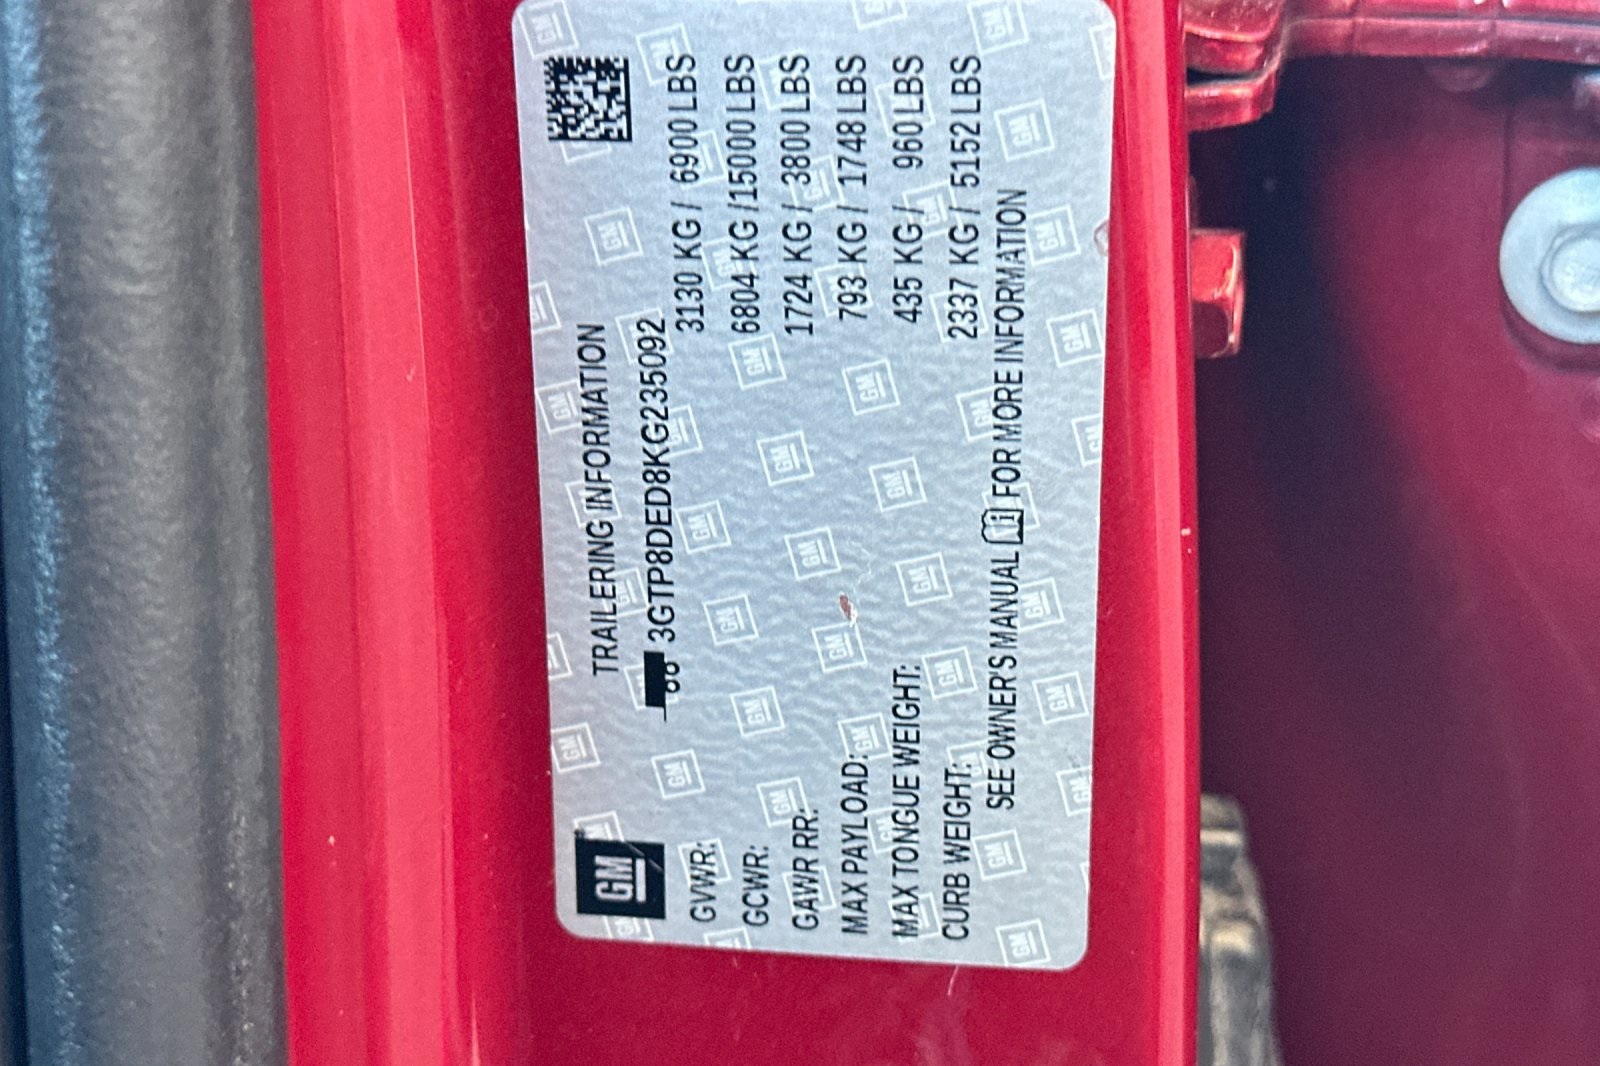 GM
TRAILERING INFORMATION
3GTP8DED8KG235092
GVWR: 3130 KG / 6900 LBS
GCWR: 6804 KG / 15000 LBS
GAWR RR: 1724 KG / 3800 LBS
MAX PAYLOAD: 793 KG / 1748 LBS
MAX TONGUE WEIGHT: 435 KG / 960 LBS
CURB WEIGHT: 2337 KG / 5152 LBS
SEE OWNER'S MANUAL FOR MORE INFORMATION